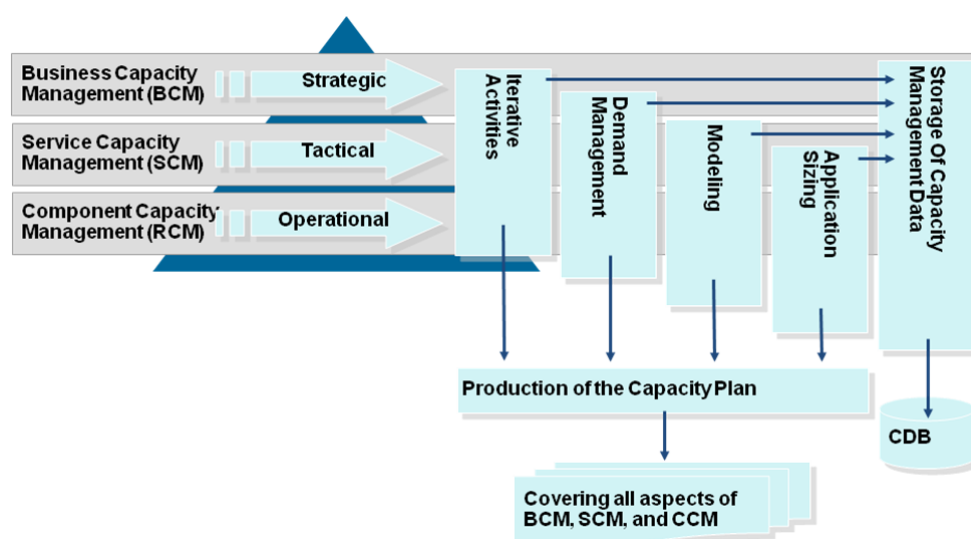 Business Capacity
Management (BCM)
Strategic
Service Capacity
Management (SCM)
Tactical
Component Capacity
Management (RCM)
Operational
Iterative
Activities
Demand
Management
Modeling
Application
Sizing
Storage Of Capacity
Management Data
Production of the Capacity Plan
CDB
Covering all aspects of
BCM, SCM, and CCM